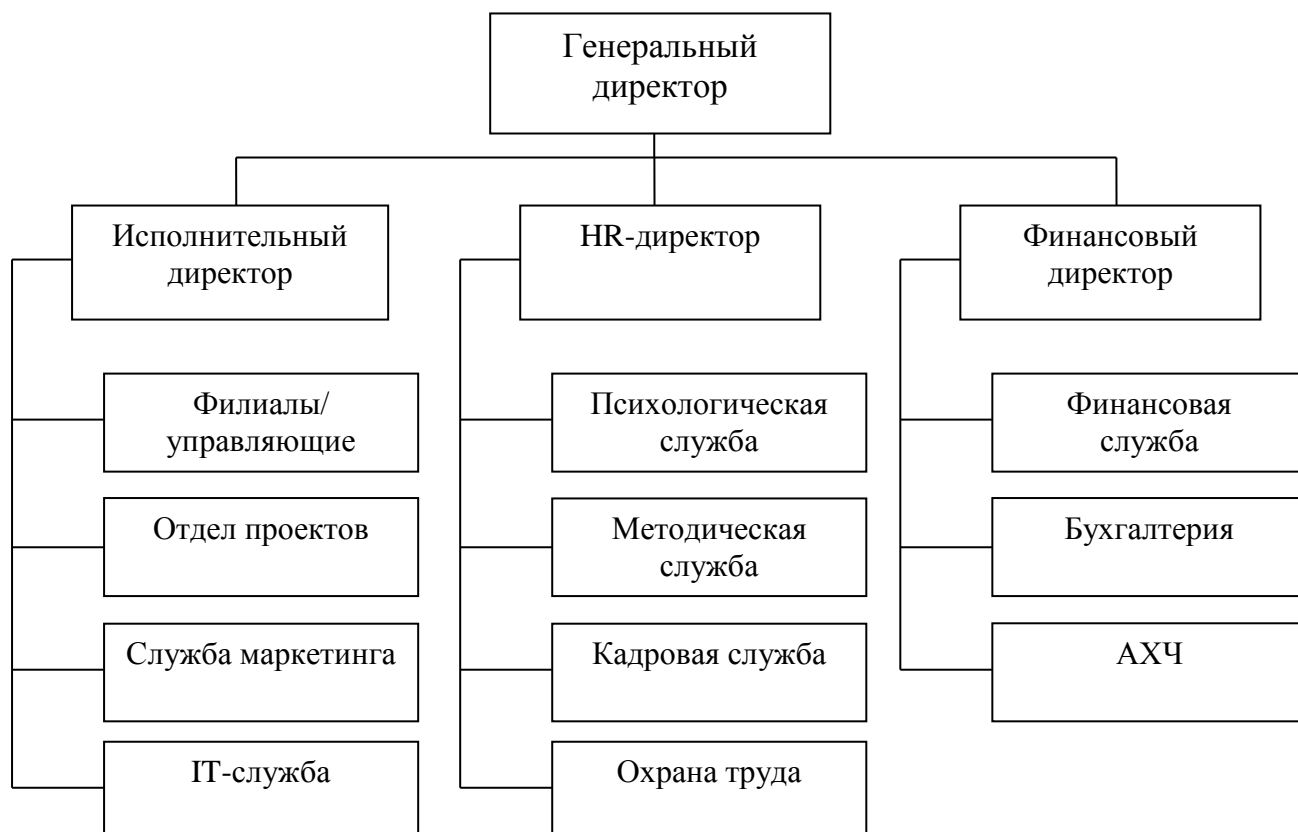 Генеральный
директор
Исполнительный
директор
HR-директор
Финансовый
директор
Филиалы/
управляющие
Психологическая
служба
Финансовая
служба
Отдел проектов
Методическая
служба
Бухгалтерия
Служба маркетинга
Кадровая служба
АХЧ
IT-служба
Охрана труда